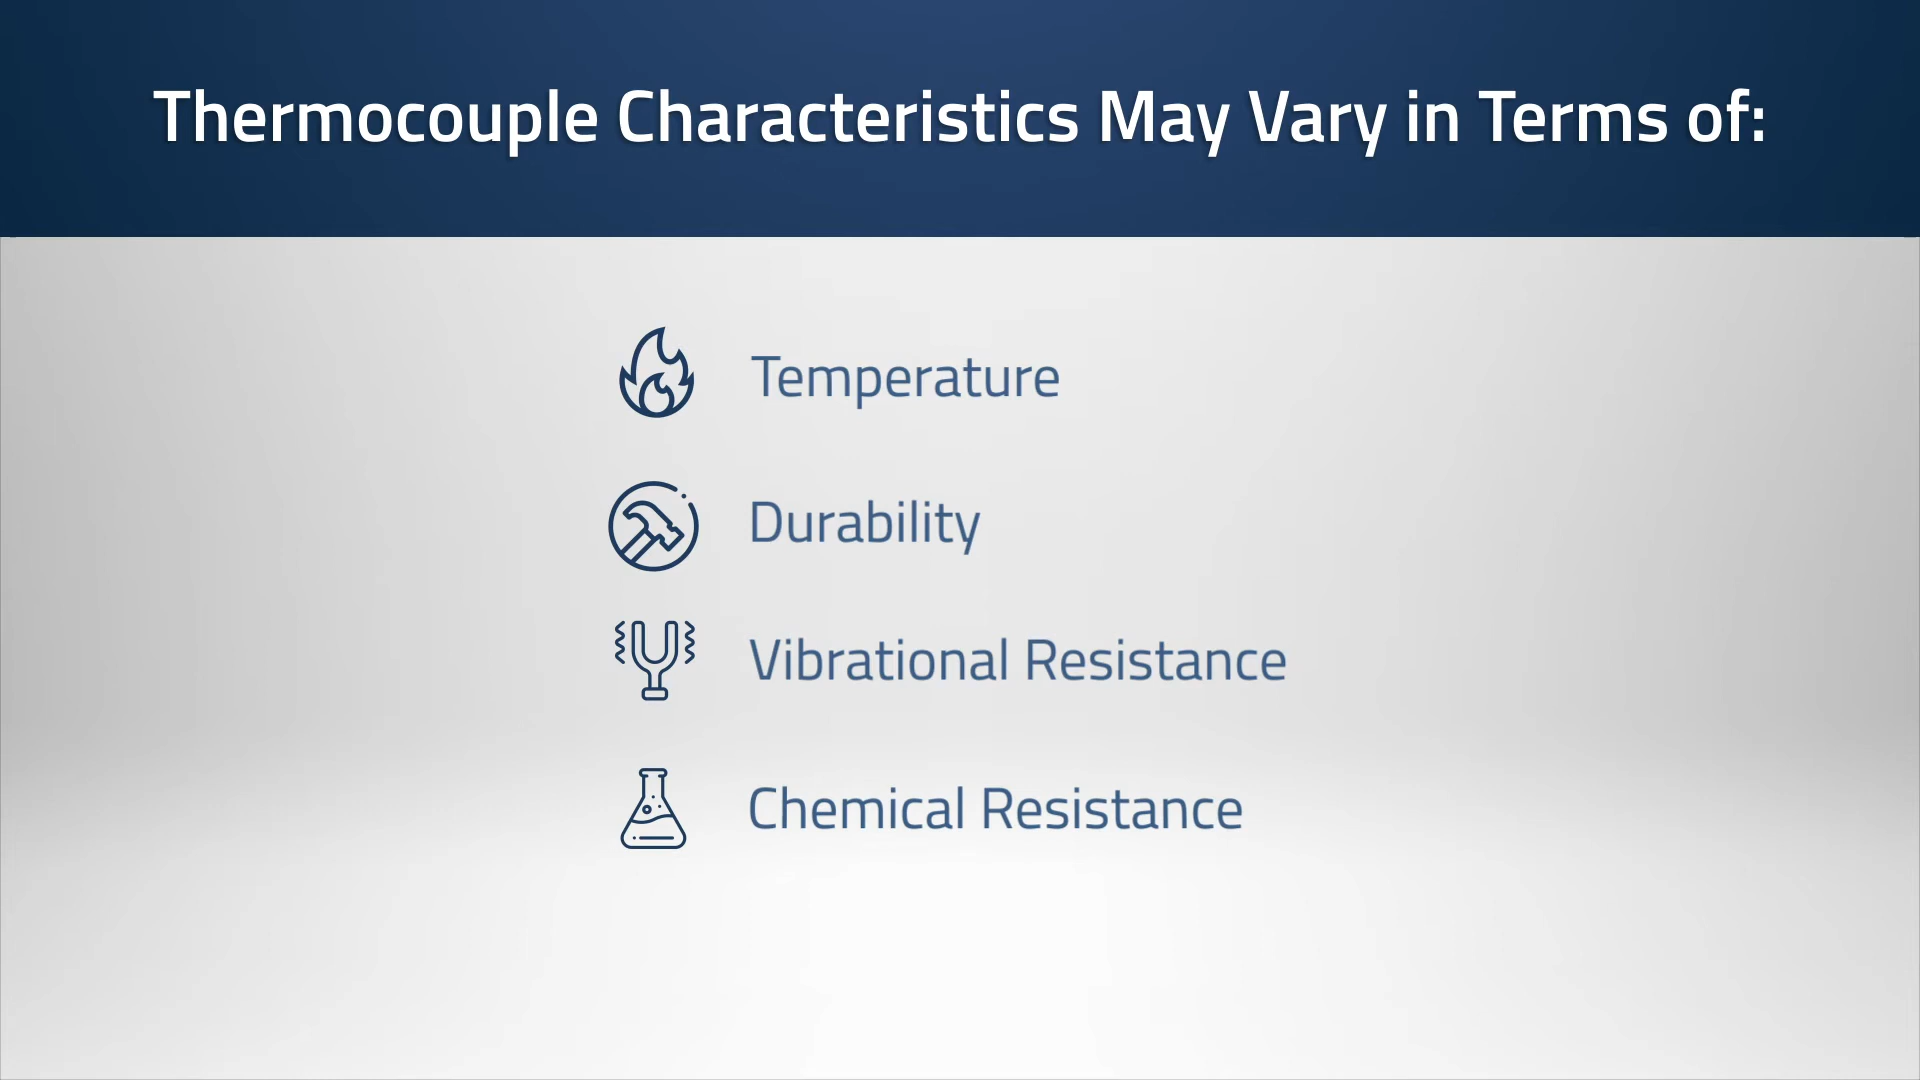 Thermocouple Characteristics May Vary in Terms of:
Temperature
Durability
Vibrational Resistance
Chemical Resistance